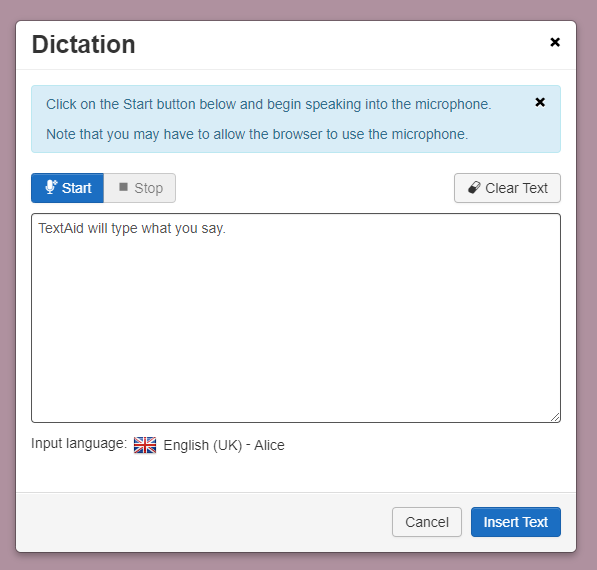 Dictation
Click on the Start button below and begin speaking into the microphone.
Note that you may have to allow the browser to use the microphone.
Start Stop Clear Text
TextAid will type what you say.
Input language: English (UK) - Alice
Cancel Insert Text